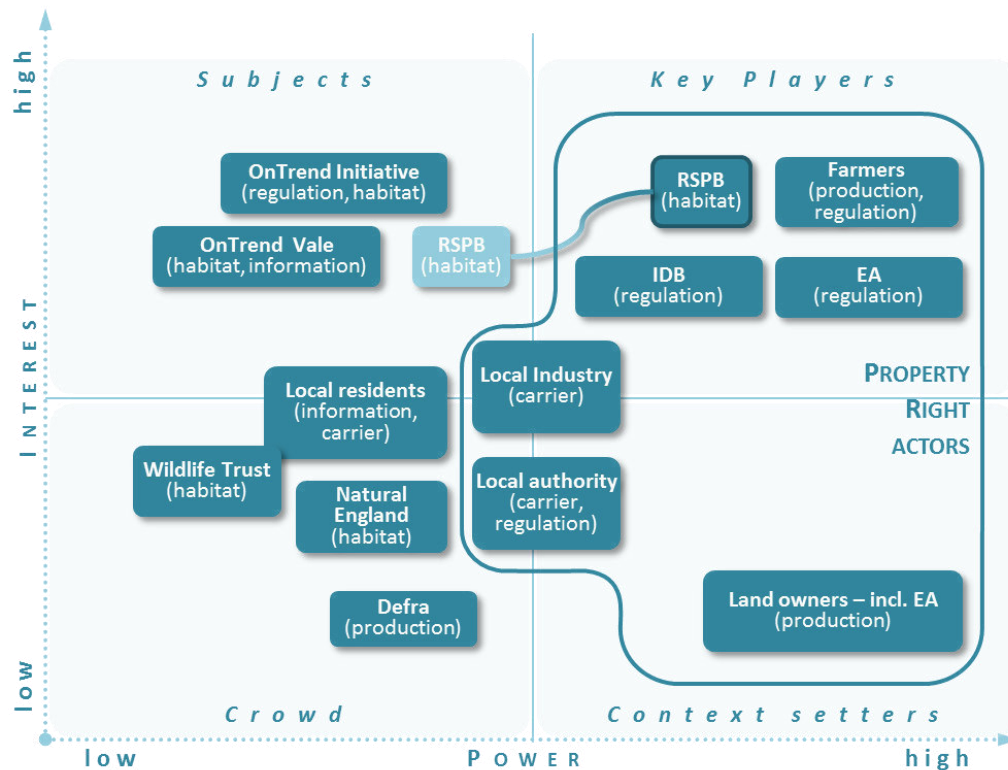 high
Subjects
Key Players
OnTrend Initiative
(regulation, habitat)
RSPB
(habitat)
Farmers
(production,
regulation)
OnTrend Vale
(habitat, information)
RSPB
(habitat)
IDB
(regulation)
EA
(regulation)
INTEREST
Local residents
(information,
carrier)
Local Industry
(carrier)
PROPERTY
RIGHT
ACTORS
Wildlife Trust
(habitat)
Natural
England
(habitat)
Local authority
(carrier,
regulation)
Defra
(production)
Land owners – incl. EA
(production)
low
Crowd
Context setters
low
POWER
high